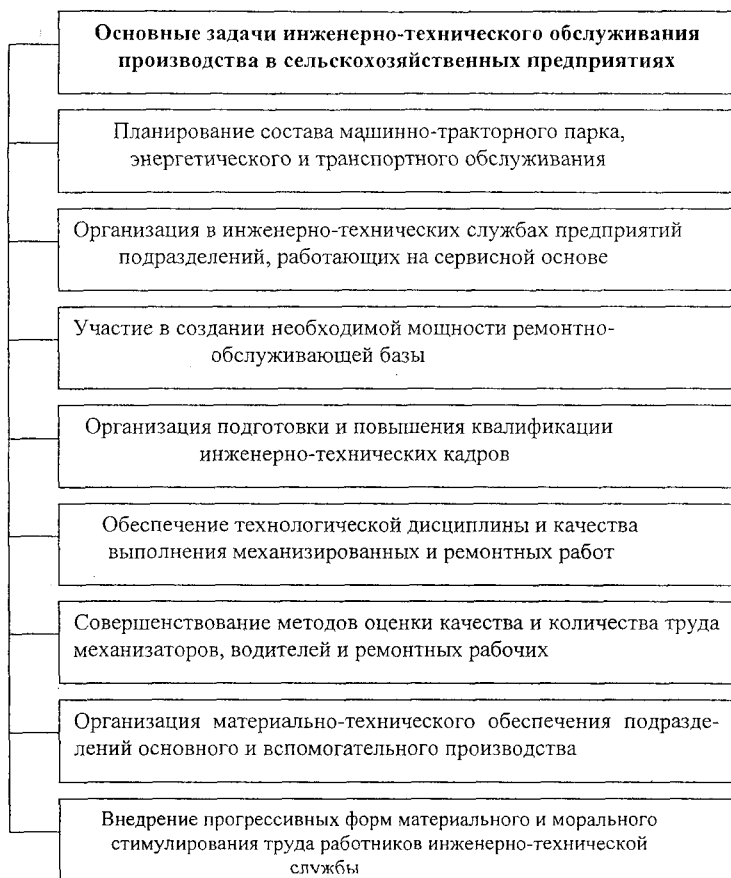 Основные задачи инженерно-технического обслуживания
производства в сельскохозяйственных предприятиях
Планирование состава машинно-тракторного парка,
энергетического и транспортного обслуживания
Организация в инженерно-технических службах предприятий
подразделений, работающих на сервисной основе
Участие в создании необходимой мощности ремонтно-
обслуживающей базы
Организация подготовки и повышения квалификации
инженерно-технических кадров
Обеспечение технологической дисциплины и качества
выполнения механизированных и ремонтных работ
Совершенствование методов оценки качества и количества труда
механизаторов, водителей и ремонтных рабочих
Организация материально-технического обеспечения подразде-
лений основного и вспомогательного производства
Внедрение прогрессивных форм материального и морального
стимулирования труда работников инженерно-технической
службы